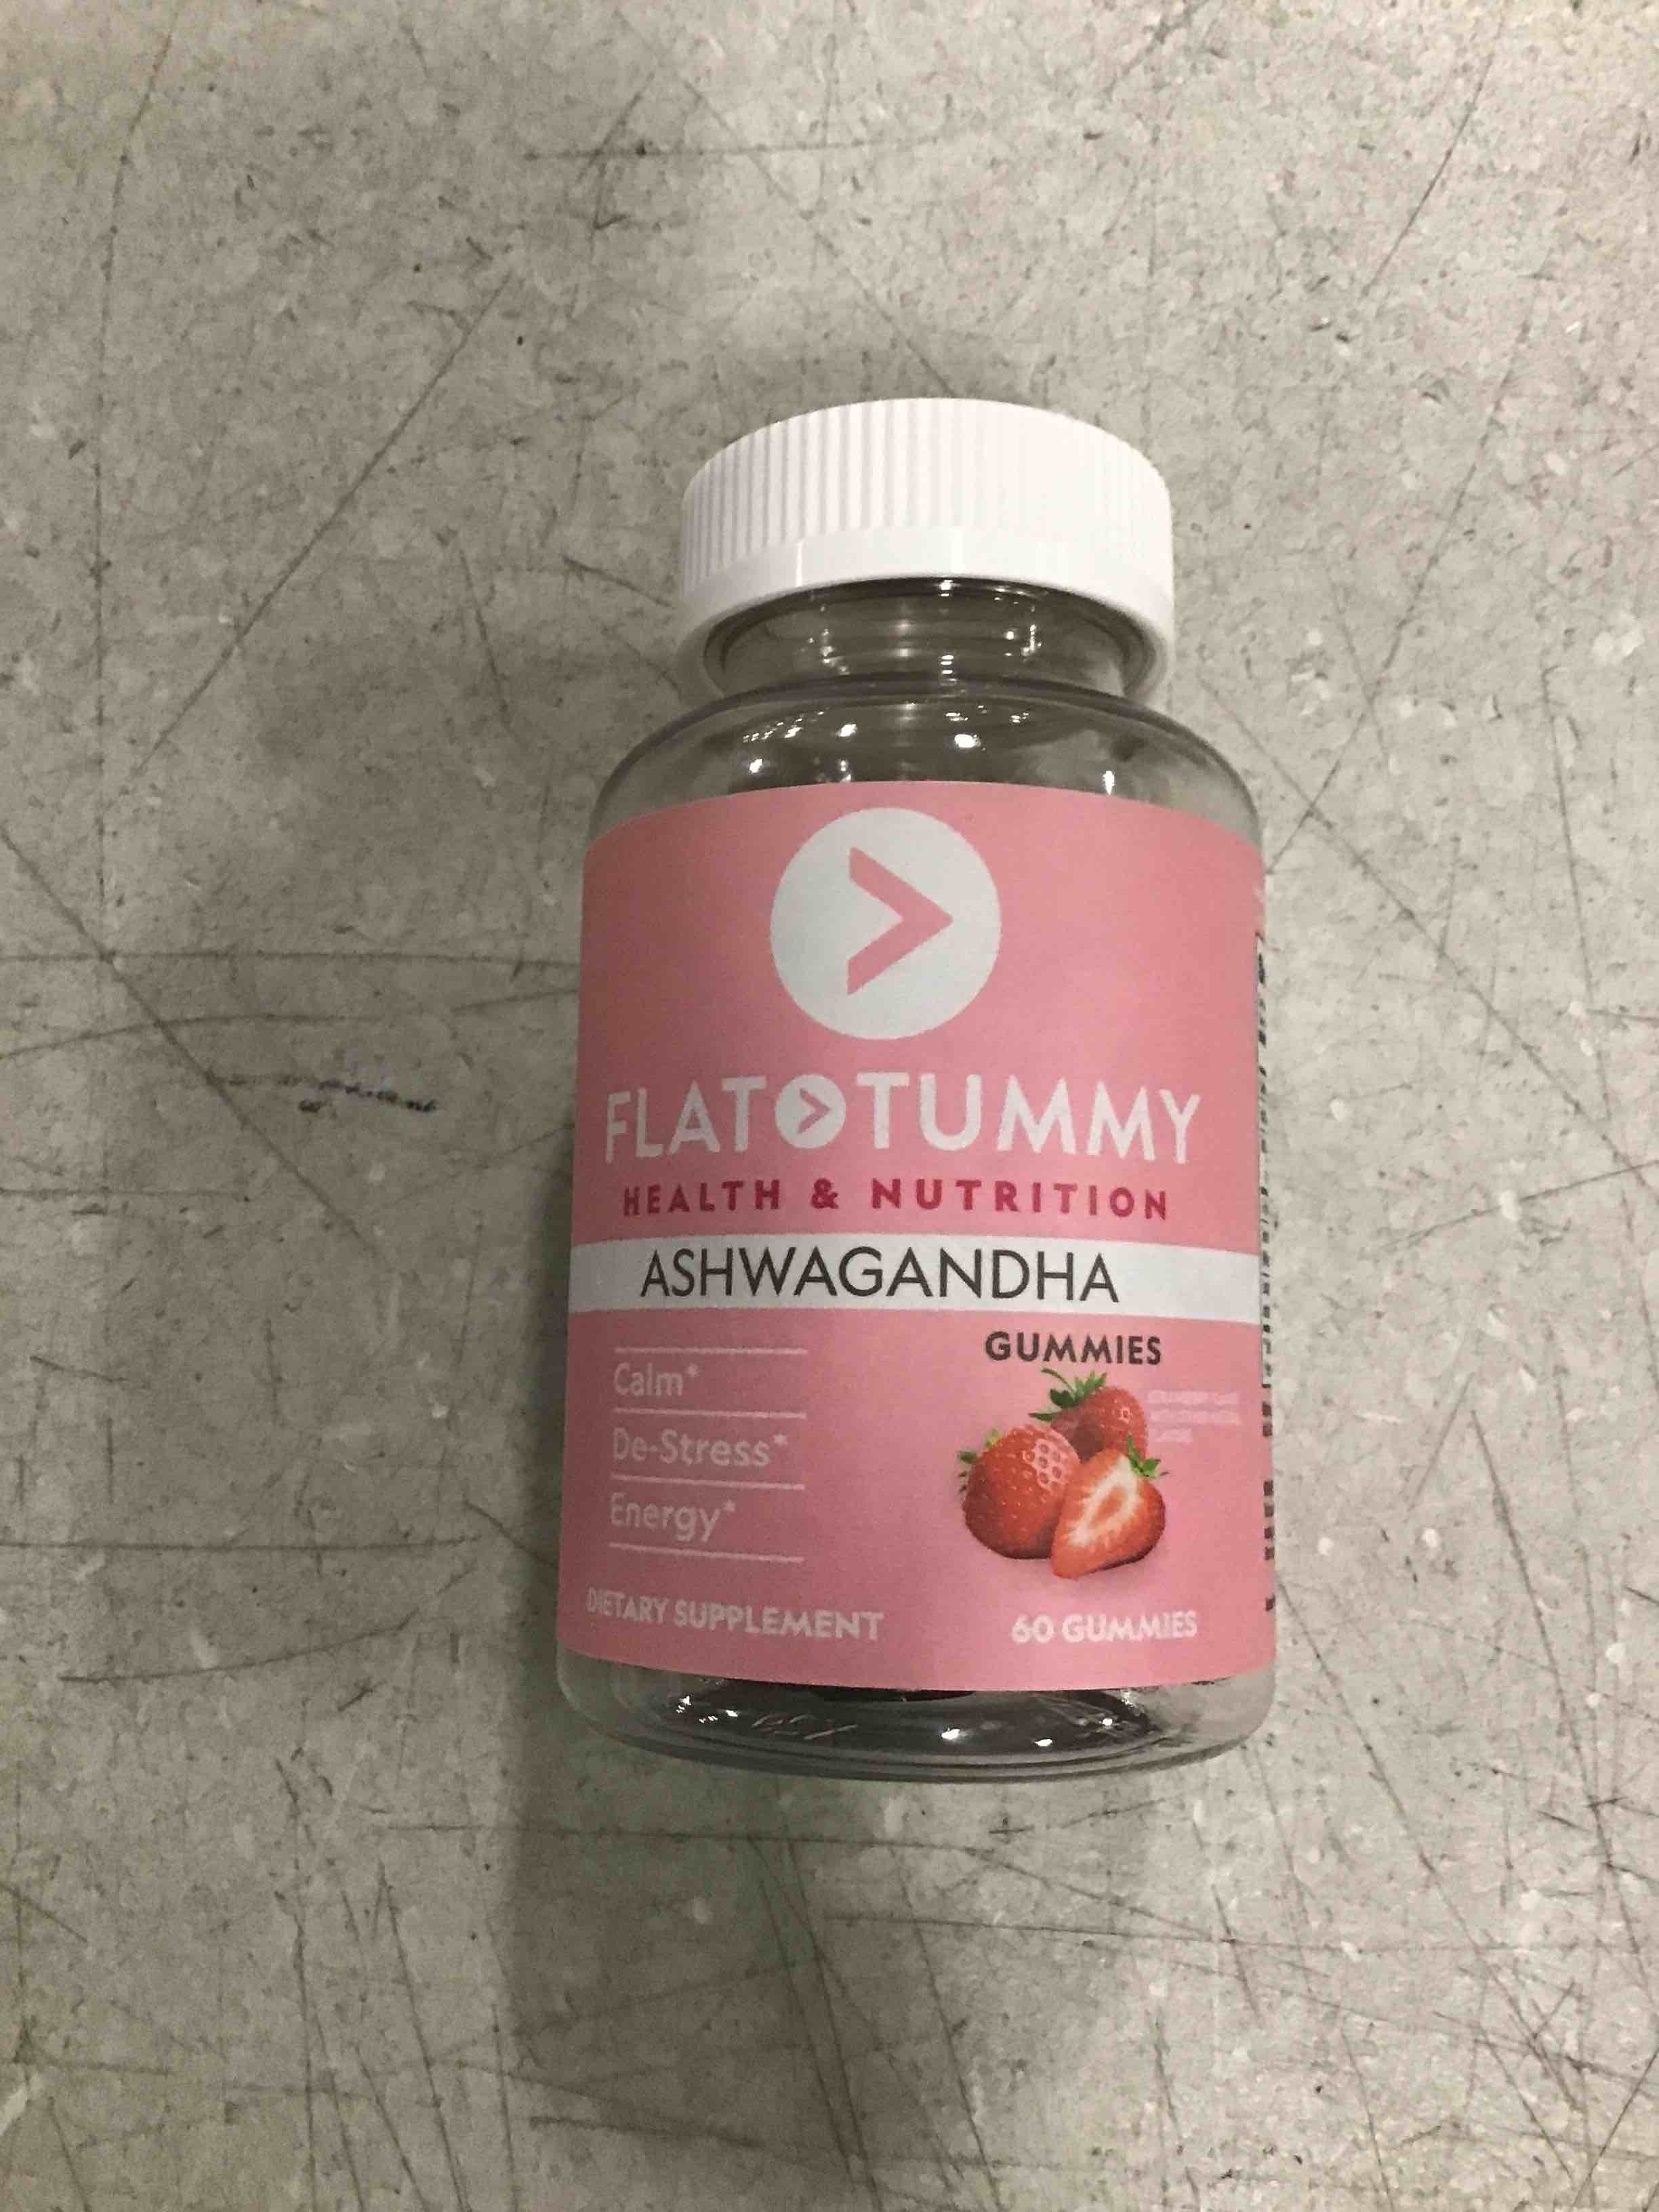 FLAT TUMMY
HEALTH & NUTRITION
ASHWAGANDHA
GUMMIES
Calm*
De-Stress*
Energy*
DIETARY SUPPLEMENT
60 GUMMIES